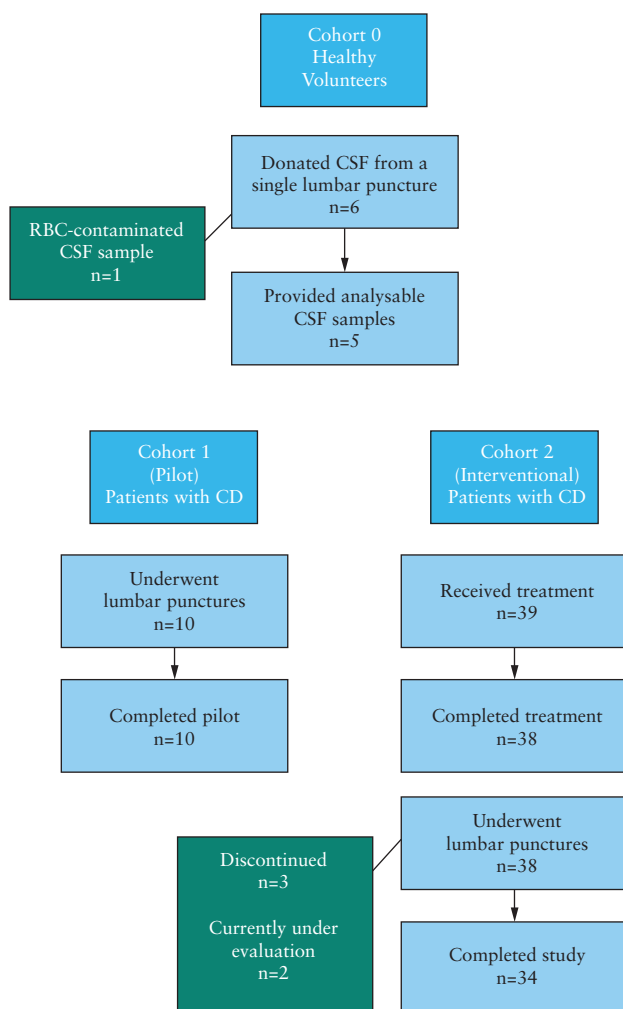 Cohort 0
Healthy
Volunteers
Donated CSF from a
single lumbar puncture
n=6
RBC-contaminated
CSF sample
n=1
Provided analysable
CSF samples
n=5
Cohort 1
(Pilot)
Patients with CD
Underwent
lumbar punctures
n=10
Completed pilot
n=10
Cohort 2
(Interventional)
Patients with CD
Received treatment
n=39
Completed treatment
n=38
Underwent
lumbar punctures
n=38
Discontinued
n=3
Currently under
evaluation
n=2
Completed study
n=34